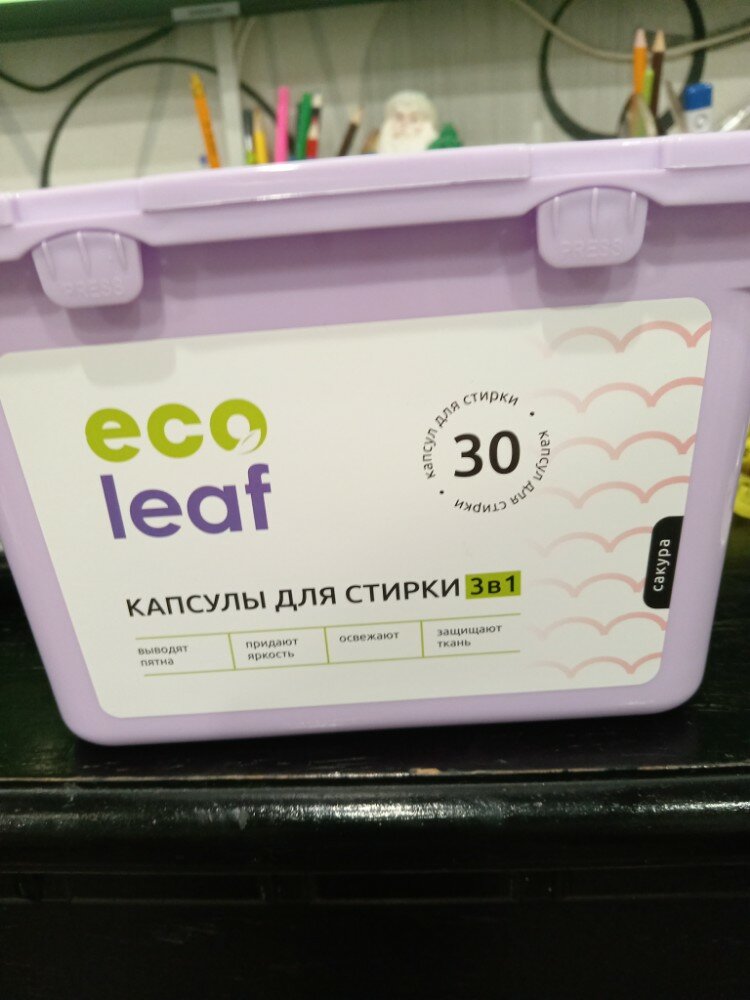 PRESS
PRESS
eco
leaf
капсул для стирки • капсул для стирки •
30
КАПСУЛЫ ДЛЯ СТИРКИ 3в1
выводят
пятна
придают
яркость
освежают
защищают
ткань
сакура